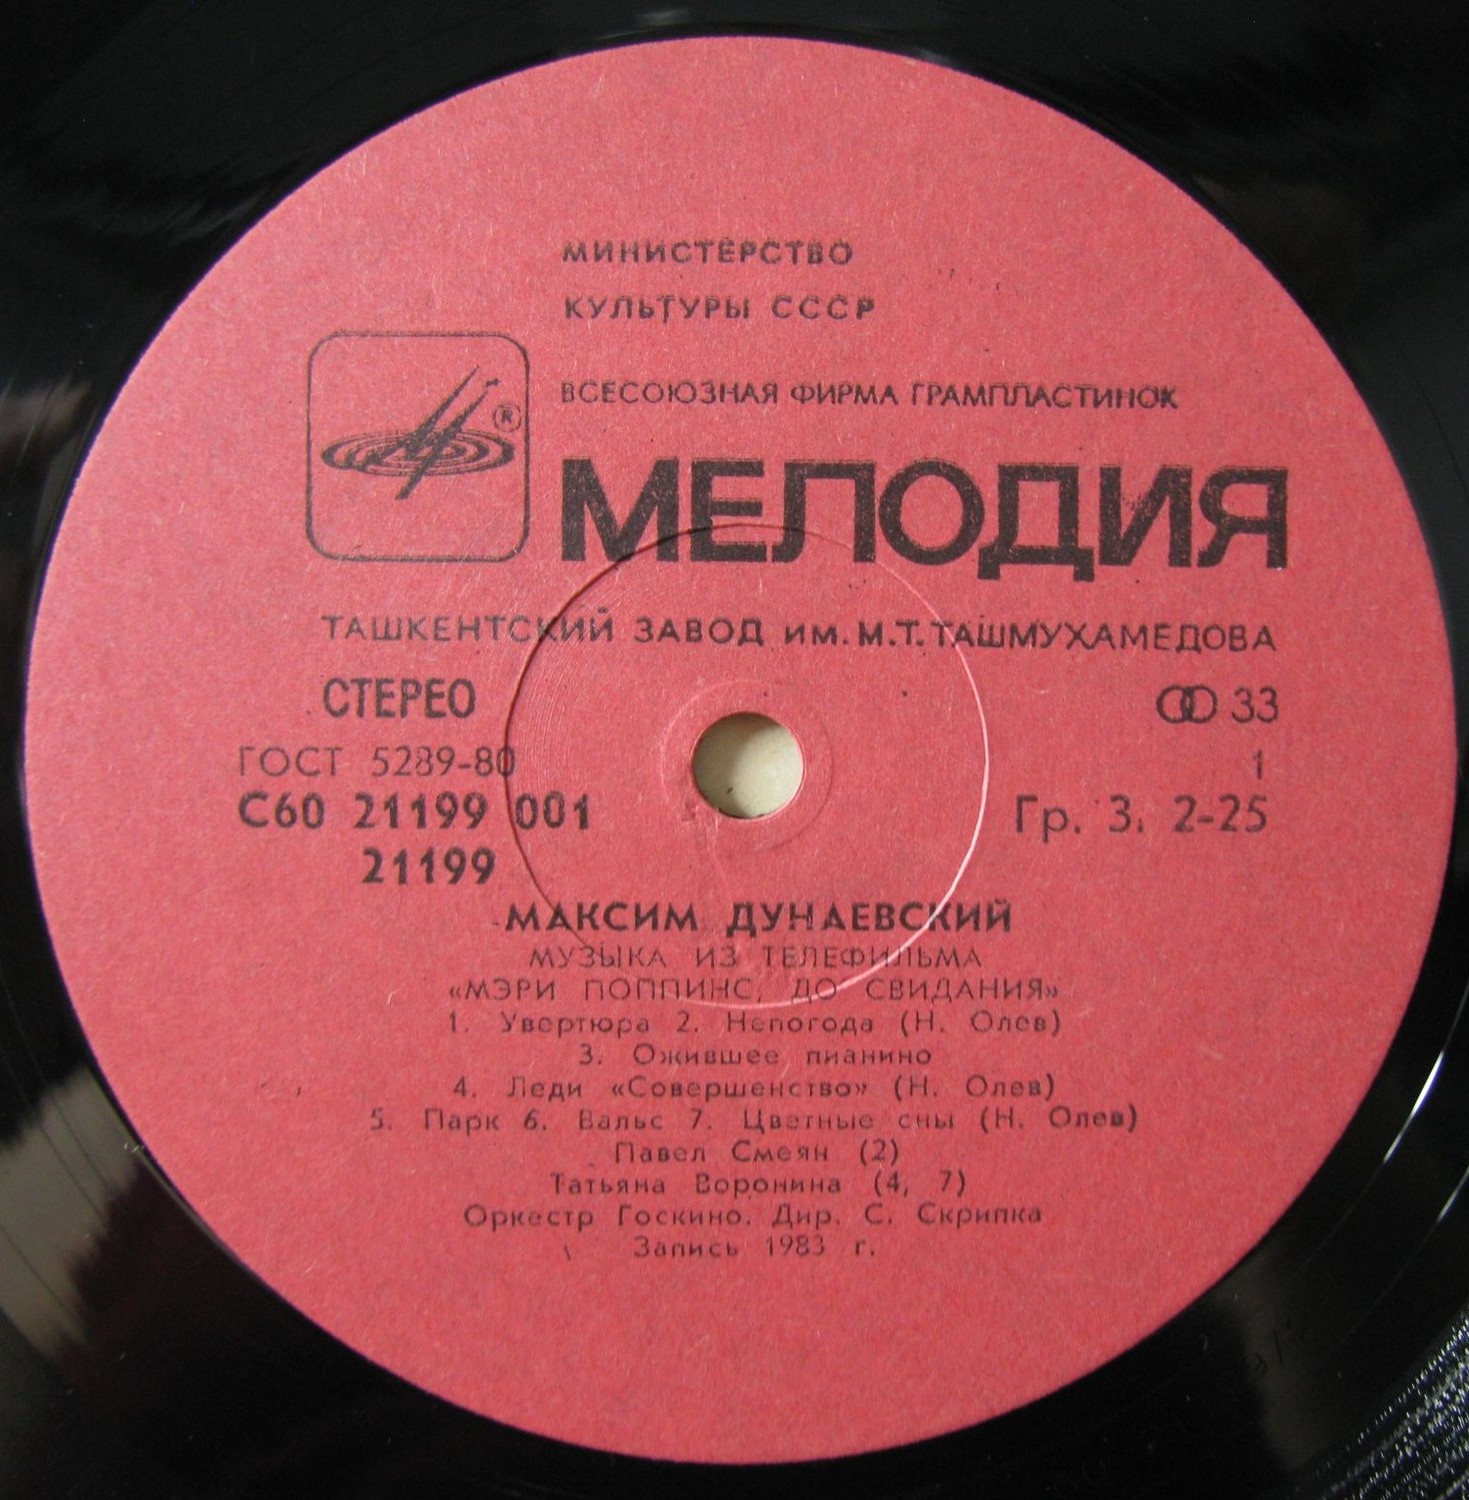 МИНИСТЕРСТВО
КУЛЬТУРЫ СССР
ВСЕСОЮЗНАЯ ФИРМА ГРАМПЛАСТИНОК
®
МЕЛОДИЯ
ТАШКЕНТСКИЙ ЗАВОД ИМ. М.Т. ТАШМУХАМЕДОВА
СТЕРЕО 33
ГОСТ 5289-80 1
С60 21199 001 Гр. 3. 2-25
21199
МАКСИМ ДУНАЕВСКИЙ
МУЗЫКА ИЗ ТЕЛЕФИЛЬМА
«МЭРИ ПОППИНС, ДО СВИДАНИЯ»
1. Увертюра 2. Непогода (Н. Олев)
3. Ожившее пианино
4. Леди «Совершенство» (Н. Олев)
5. Парк 6. Вальс 7. Цветные сны (Н. Олев)
Павел Смеян (2)
Татьяна Воронина (4, 7)
Оркестр Госкино. Дир. С. Скрипка
Запись 1983 г.